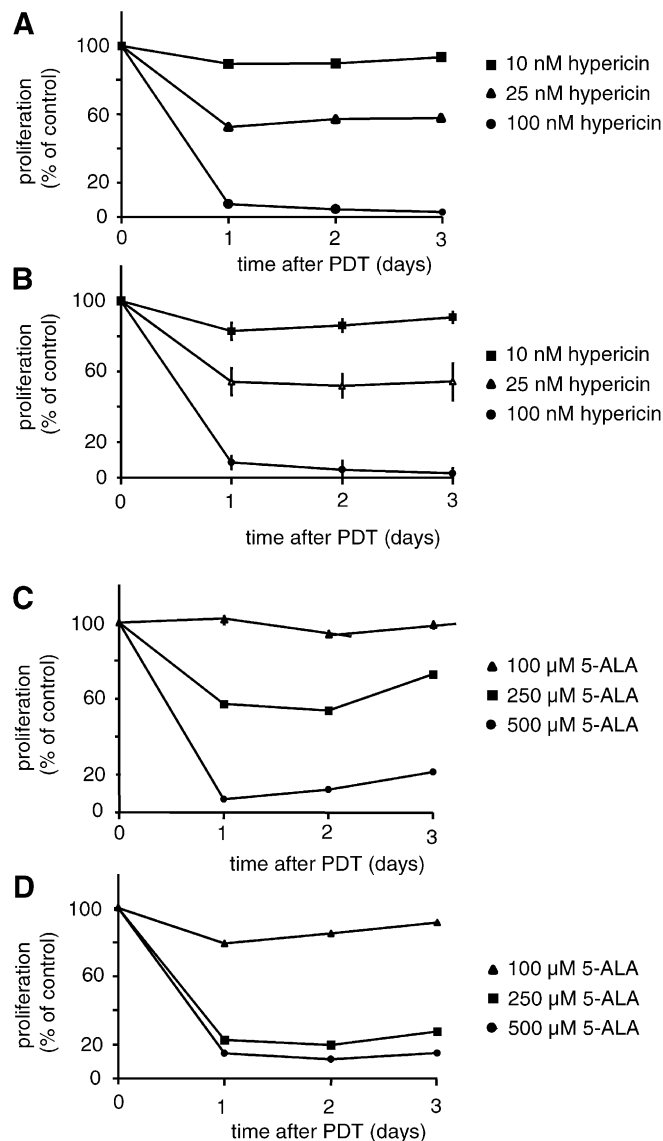 A
proliferation
(% of control)
100
60
20
0
0 1 2 3
time after PDT (days)
10 nM hypericin
25 nM hypericin
100 nM hypericin
B
proliferation
(% of control)
100
60
20
0
0 1 2 3
time after PDT (days)
10 nM hypericin
25 nM hypericin
100 nM hypericin
C
proliferation
(% of control)
100
60
20
0
0 1 2 3
time after PDT (days)
100 µM 5-ALA
250 µM 5-ALA
500 µM 5-ALA
D
proliferation
(% of control)
100
60
20
0
0 1 2 3
time after PDT (days)
100 µM 5-ALA
250 µM 5-ALA
500 µM 5-ALA